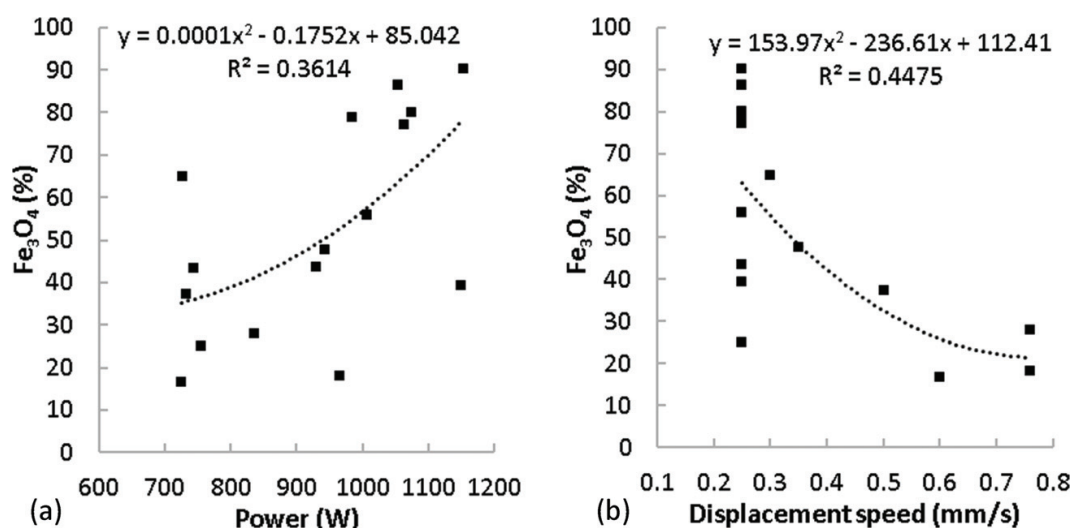 y = 0.0001x² - 0.1752x + 85.042
R² = 0.3614
100
90
80
70
60
50
40
30
20
10
0
Fe₃O₄ (%)
600 700 800 900 1000 1100 1200
(a) Power (W)
y = 153.97x² - 236.61x + 112.41
R² = 0.4475
100
90
80
70
60
50
40
30
20
10
0
Fe₃O₄ (%)
0.1 0.2 0.3 0.4 0.5 0.6 0.7 0.8
(b) Displacement speed (mm/s)